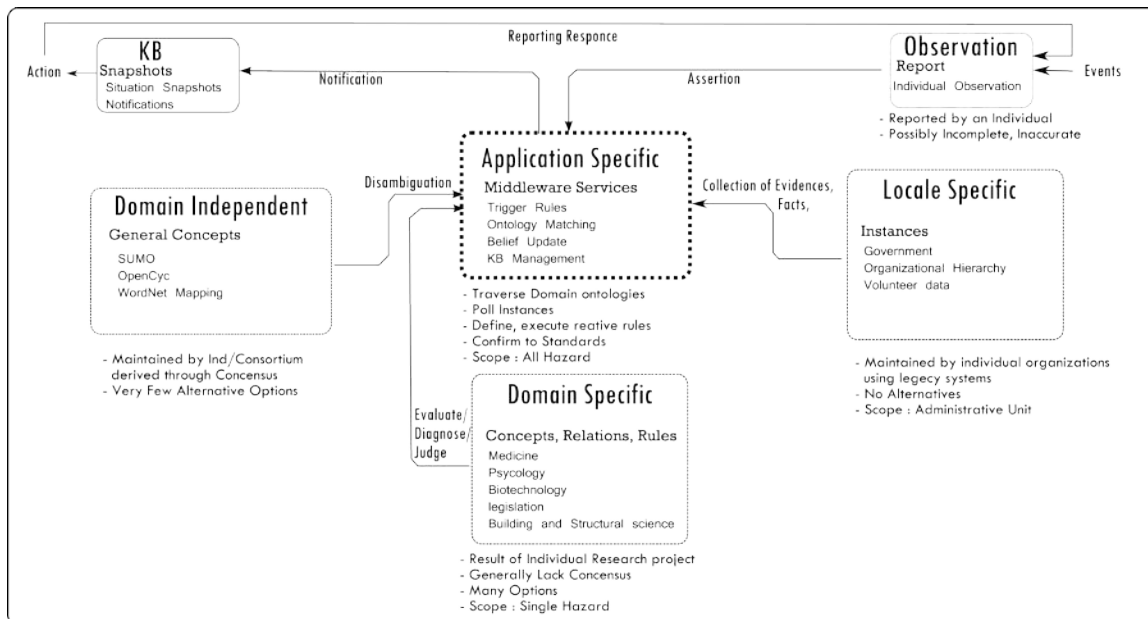 Reporting Responce
KB
Snapshots
Situation Snapshots
Notifications
Action
Notification
Assertion
Observation
Report
Individual Observation
Events
- Reported by an Individual
- Possibly Incomplete, Inaccurate
Application Specific
Middleware Services
Trigger Rules
Ontology Matching
Belief Update
KB Management
- Traverse Domain ontologies
- Poll Instances
- Define, execute reative rules
- Confirm to Standards
- Scope : All Hazard
Disambiguation
Domain Independent
General Concepts
SUMO
OpenCyc
WordNet Mapping
- Maintained by Ind/Consortium
derived through Concensus
- Very Few Alternative Options
Collection of Evidences,
Facts,
Locale Specific
Instances
Government
Organizational Hierarchy
Volunteer data
- Maintained by individual organizations
using legecy systems
- No Alternatives
- Scope : Administrative Unit
Evaluate/
Diagnose/
Judge
Domain Specific
Concepts, Relations, Rules
Medicine
Psycology
Biotechnology
legislation
Building and Structural science
- Result of Individual Research project
- Generally Lack Concensus
- Many Options
- Scope : Single Hazard